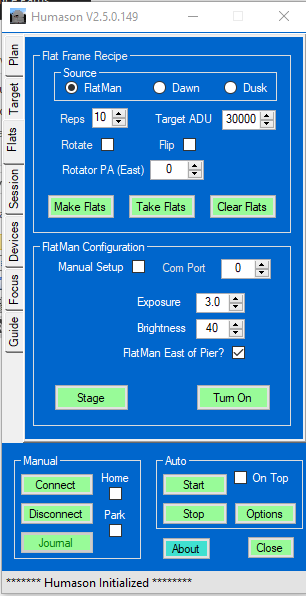 Humason V2.5.0.149
Plan
Target
Flats
Session
Devices
Focus
Guide
Flat Frame Recipe
Source
FlatMan Dawn Dusk
Reps 10 Target ADU 30000
Rotate Flip
Rotator PA (East) 0
Make Flats Take Flats Clear Flats
FlatMan Configuration
Manual Setup Com Port 0
Exposure 3.0
Brightness 40
FlatMan East of Pier?
Stage Turn On
Manual Auto
Connect Home Start On Top
Disconnect Park Stop Options
Journal About Close
******* Humason Initialized ********